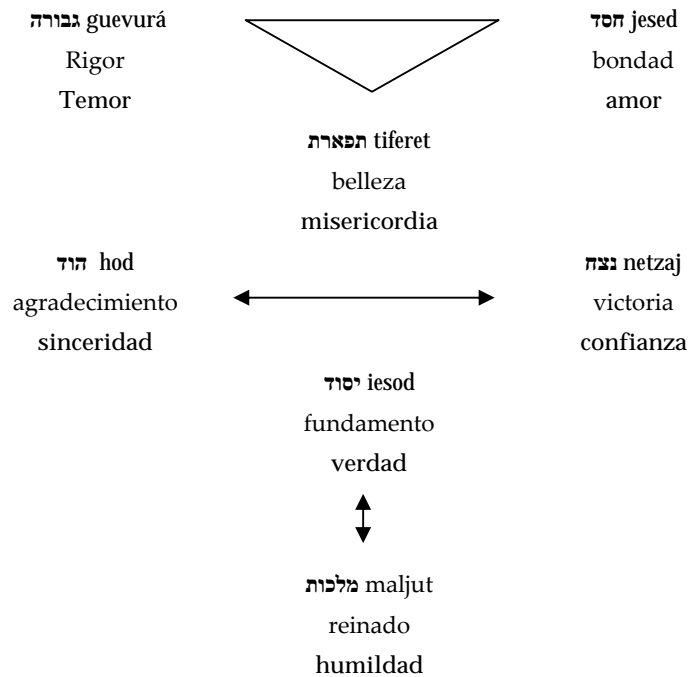 גבורה guevurá
Rigor
Temor
חסד jesed
bondad
amor
תפארת tiferet
belleza
misericordia
הוד hod
agradecimiento
sinceridad
נצח netzaj
victoria
confianza
יסוד iesod
fundamento
verdad
מלכות maljut
reinado
humildad